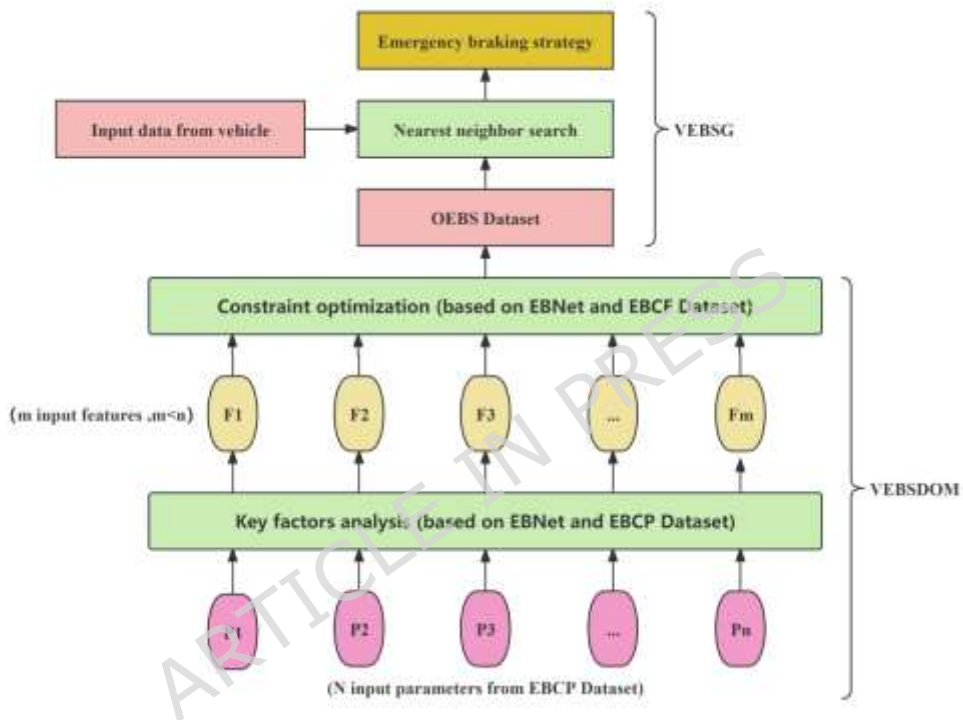 Emergency braking strategy
Input data from vehicle
Nearest neighbor search
VEBSG
OEBS Dataset
Constraint optimization (based on EBNet and EBCF Dataset)
(m input features ,m<n)
F1
F2
F3
...
Fm
VEBSDOM
Key factors analysis (based on EBNet and EBCP Dataset)
P1
P2
P3
...
Pn
(N input parameters from EBCP Dataset)
ARTICLE IN PRESS